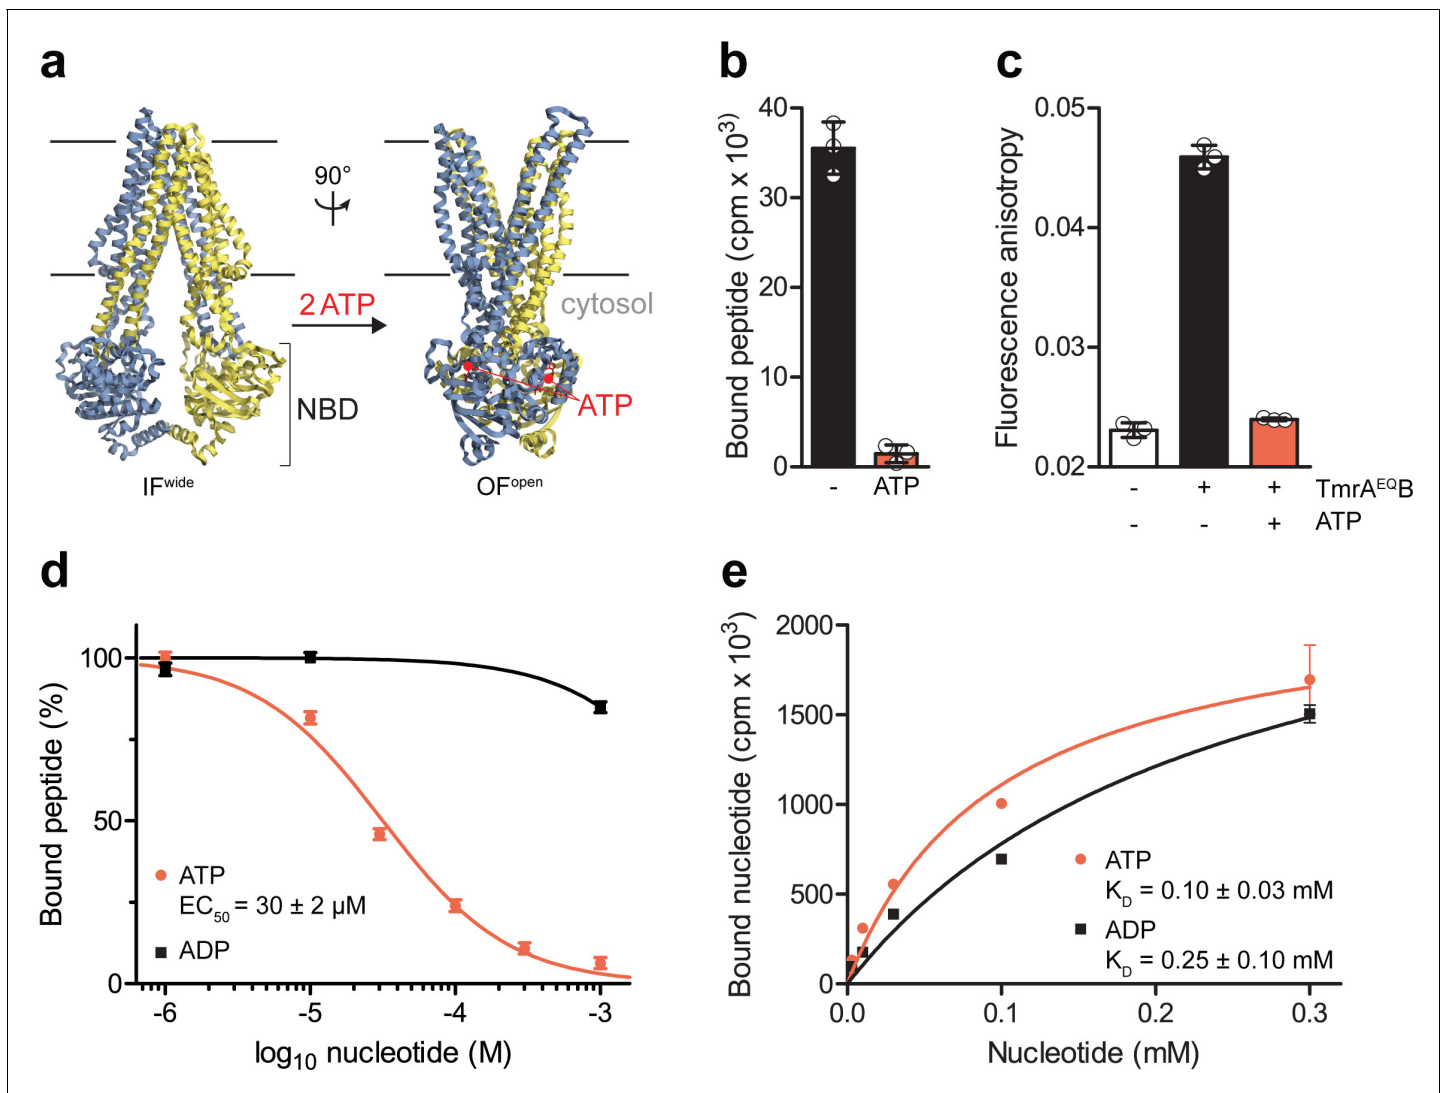 a
90°
2 ATP
cytosol
NBD
ATP
IFwide
OFopen
b
Bound peptide (cpm x 10³)
40
30
20
10
0
- ATP
c
Fluorescence anisotropy
0.05
0.04
0.03
0.02
- + + TmrAEQB
- - + ATP
d
Bound peptide (%)
100
50
0
ATP
EC50 = 30 ± 2 µM
ADP
-6 -5 -4 -3
log10 nucleotide (M)
e
Bound nucleotide (cpm x 10³)
2000
1500
1000
500
0
ATP
KD = 0.10 ± 0.03 mM
ADP
KD = 0.25 ± 0.10 mM
0.0 0.1 0.2 0.3
Nucleotide (mM)